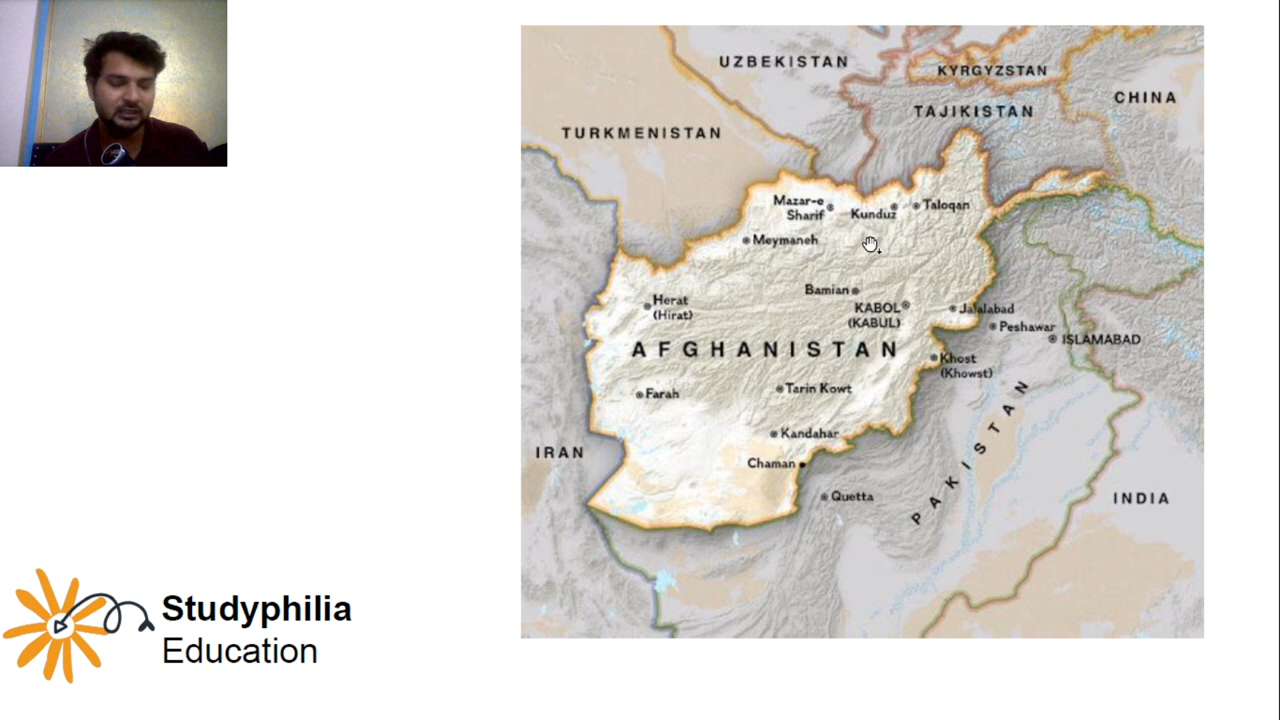 UZBEKISTAN
KYRGYZSTAN
CHINA
TAJIKISTAN
TURKMENISTAN
Mazar-e
Sharif
Kunduz
Taloqan
Meymaneh
Bamian
Herat
(Hirat)
KABOL
(KABUL)
Jalalabad
Peshawar
ISLAMABAD
AFGHANISTAN
Khost
(Khowst)
Farah
Tarin Kowt
Kandahar
IRAN
Chaman
Quetta
PAKISTAN
INDIA
Studyphilia
Education